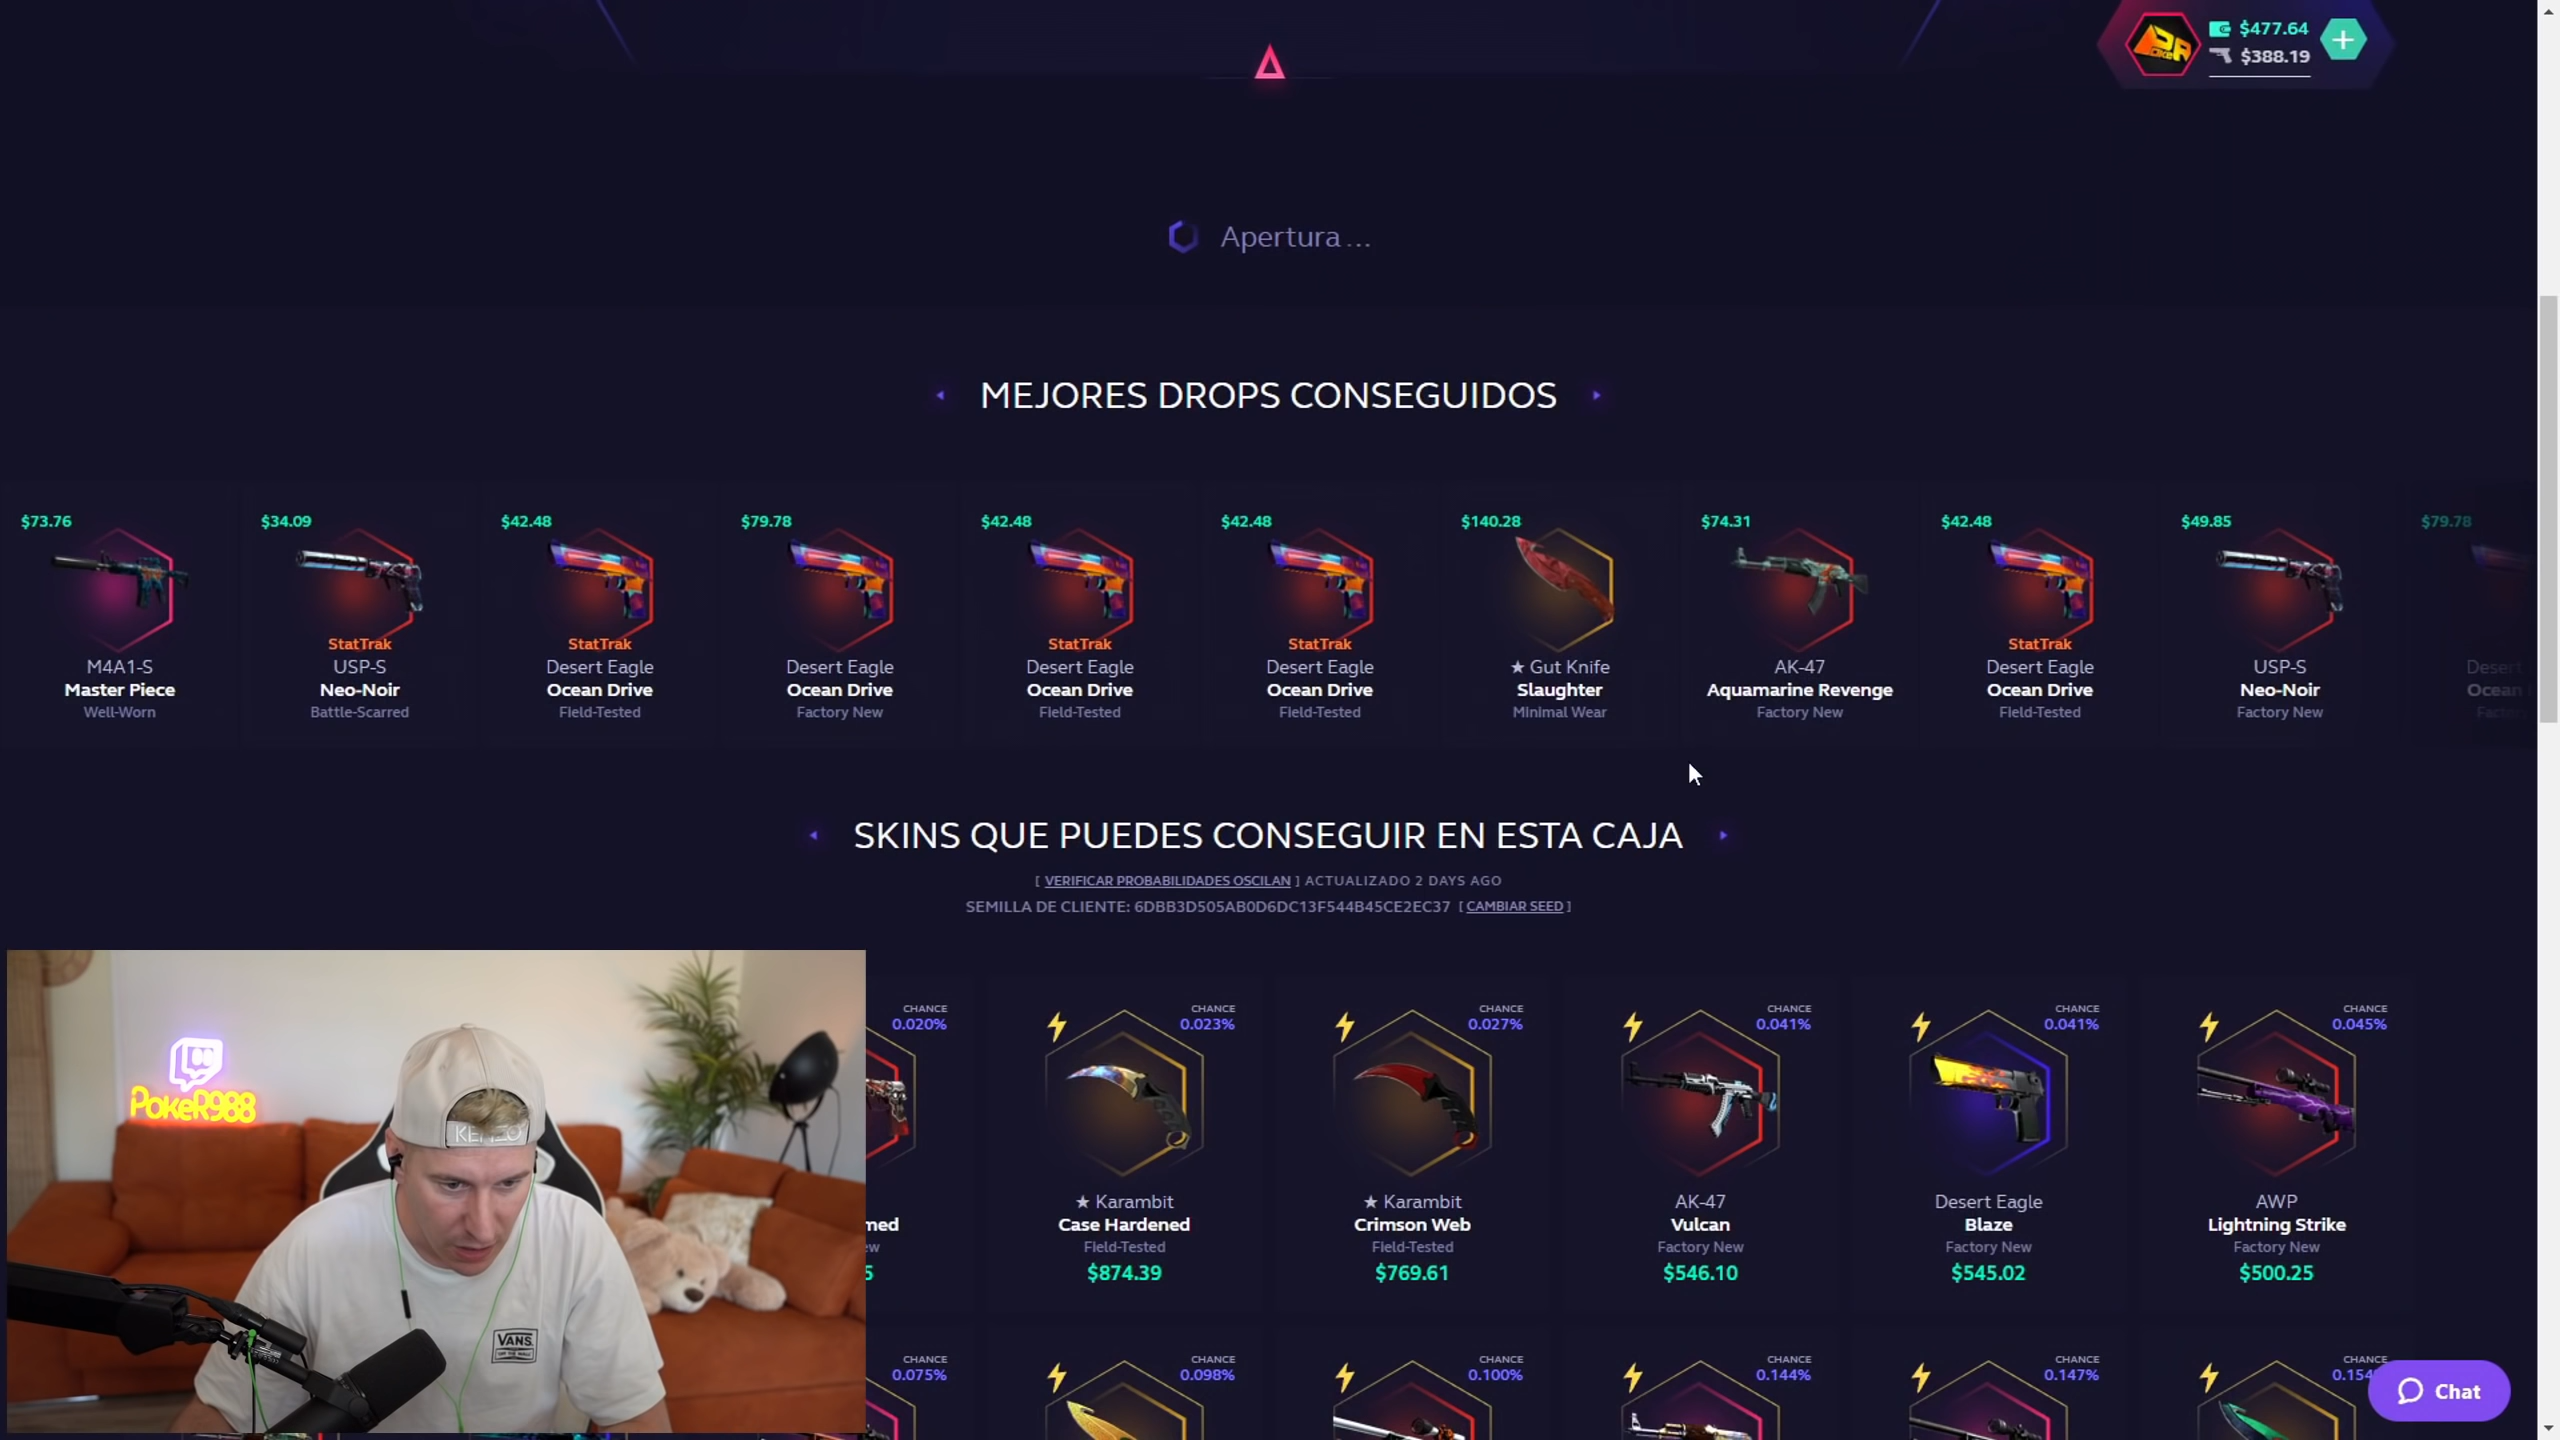 $477.64
$388.19
Apertura ...
MEJORES DROPS CONSEGUIDOS
$73.76
M4A1-S
Master Piece
Well-Worn
$34.09
StatTrak
USP-S
Neo-Noir
Battle-Scarred
$42.48
StatTrak
Desert Eagle
Ocean Drive
Field-Tested
$79.78
Desert Eagle
Ocean Drive
Factory New
$42.48
StatTrak
Desert Eagle
Ocean Drive
Field-Tested
$42.48
StatTrak
Desert Eagle
Ocean Drive
Field-Tested
$140.28
★ Gut Knife
Slaughter
Minimal Wear
$74.31
AK-47
Aquamarine Revenge
Factory New
$42.48
StatTrak
Desert Eagle
Ocean Drive
Field-Tested
$49.85
USP-S
Neo-Noir
Factory New
$79.78
Desert
Ocean
SKINS QUE PUEDES CONSEGUIR EN ESTA CAJA
[ VERIFICAR PROBABILIDADES OSCILAN ] ACTUALIZADO 2 DAYS AGO
SEMILLA DE CLIENTE: 6DBB3D505AB0D6DC13F544B45CE2EC37 [ CAMBIAR SEED ]
CHANCE
0.020%
med
ew
5
CHANCE
0.023%
★ Karambit
Case Hardened
Field-Tested
$874.39
CHANCE
0.027%
★ Karambit
Crimson Web
Field-Tested
$769.61
CHANCE
0.041%
AK-47
Vulcan
Factory New
$546.10
CHANCE
0.041%
Desert Eagle
Blaze
Factory New
$545.02
CHANCE
0.045%
AWP
Lightning Strike
Factory New
$500.25
CHANCE
0.075%
CHANCE
0.098%
CHANCE
0.100%
CHANCE
0.144%
CHANCE
0.147%
CHANCE
0.154
Chat
PokeR988
KENZO
VANS